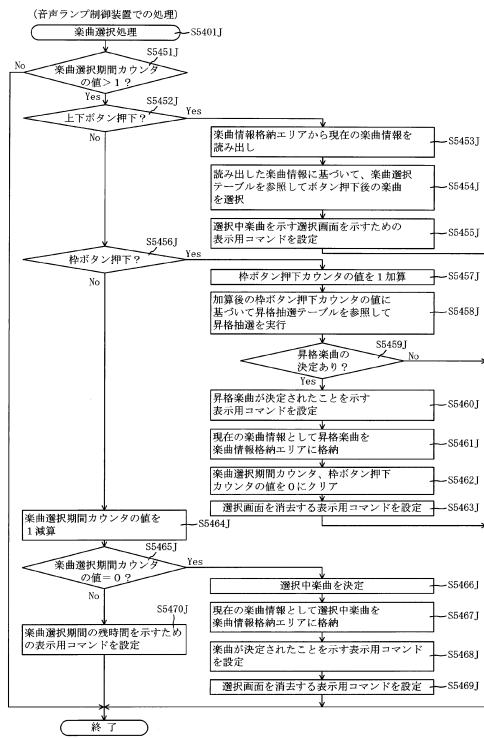 (音声ランプ制御装置での処理)
楽曲選択処理
S5401J
S5451J
楽曲選択期間カウンタ
の値>1?
No
Yes
S5452J
上下ボタン押下?
Yes
No
楽曲情報格納エリアから現在の楽曲情報を
読み出し
S5453J
読み出した楽曲情報に基づいて、楽曲選択
テーブルを参照してボタン押下後の楽曲
を選択
S5454J
選択中楽曲を示す選択画面を示すための
表示用コマンドを設定
S5455J
S5456J
枠ボタン押下?
Yes
No
枠ボタン押下カウンタの値を1加算
S5457J
加算後の枠ボタン押下カウンタの値に
基づいて昇格抽選テーブルを参照して
昇格抽選を実行
S5458J
S5459J
昇格楽曲の
決定あり?
No
Yes
昇格楽曲が決定されたことを示す
表示用コマンドを設定
S5460J
現在の楽曲情報として昇格楽曲を
楽曲情報格納エリアに格納
S5461J
楽曲選択期間カウンタ、枠ボタン押下
カウンタの値を0にクリア
S5462J
選択画面を消去する表示用コマンドを設定
S5463J
楽曲選択期間カウンタの値を
1減算
S5464J
S5465J
楽曲選択期間カウンタ
の値=0?
Yes
No
選択中楽曲を決定
S5466J
現在の楽曲情報として選択中楽曲を
楽曲情報格納エリアに格納
S5467J
楽曲が決定されたことを示す表示用コマンド
を設定
S5468J
選択画面を消去する表示用コマンドを設定
S5469J
S5470J
楽曲選択期間の残時間を示すため
の表示用コマンドを設定
終了